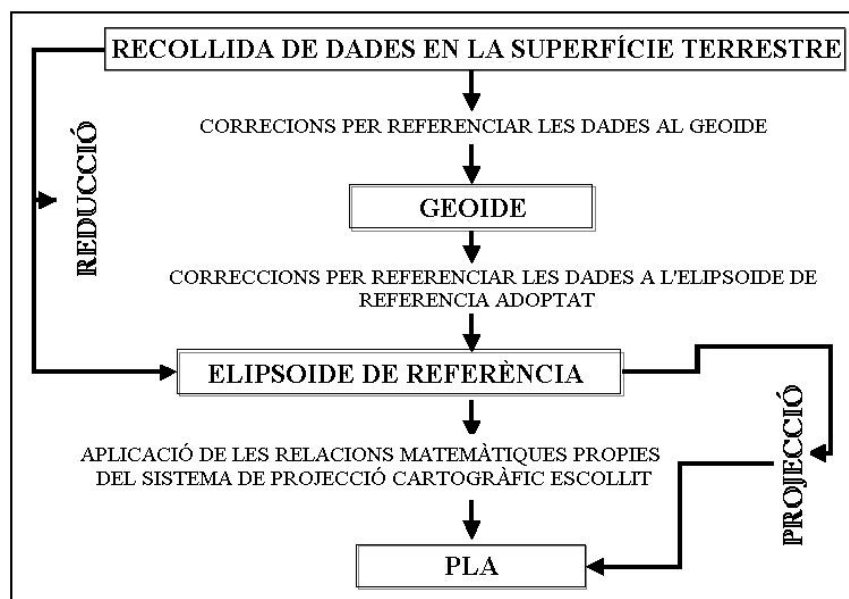 RECOLLIDA DE DADES EN LA SUPERFÍCIE TERRESTRE
CORRECIONS PER REFERENCIAR LES DADES AL GEOIDE
REDUCCIÓ
GEOIDE
CORRECCIONS PER REFERENCIAR LES DADES A L'ELIPSOIDE DE
REFERENCIA ADOPTAT
ELIPSOIDE DE REFERÈNCIA
APLICACIÓ DE LES RELACIONS MATEMÀTIQUES PROPIES
DEL SISTEMA DE PROJECCIÓ CARTOGRÀFIC ESCOLLIT
PROJECCIÓ
PLA